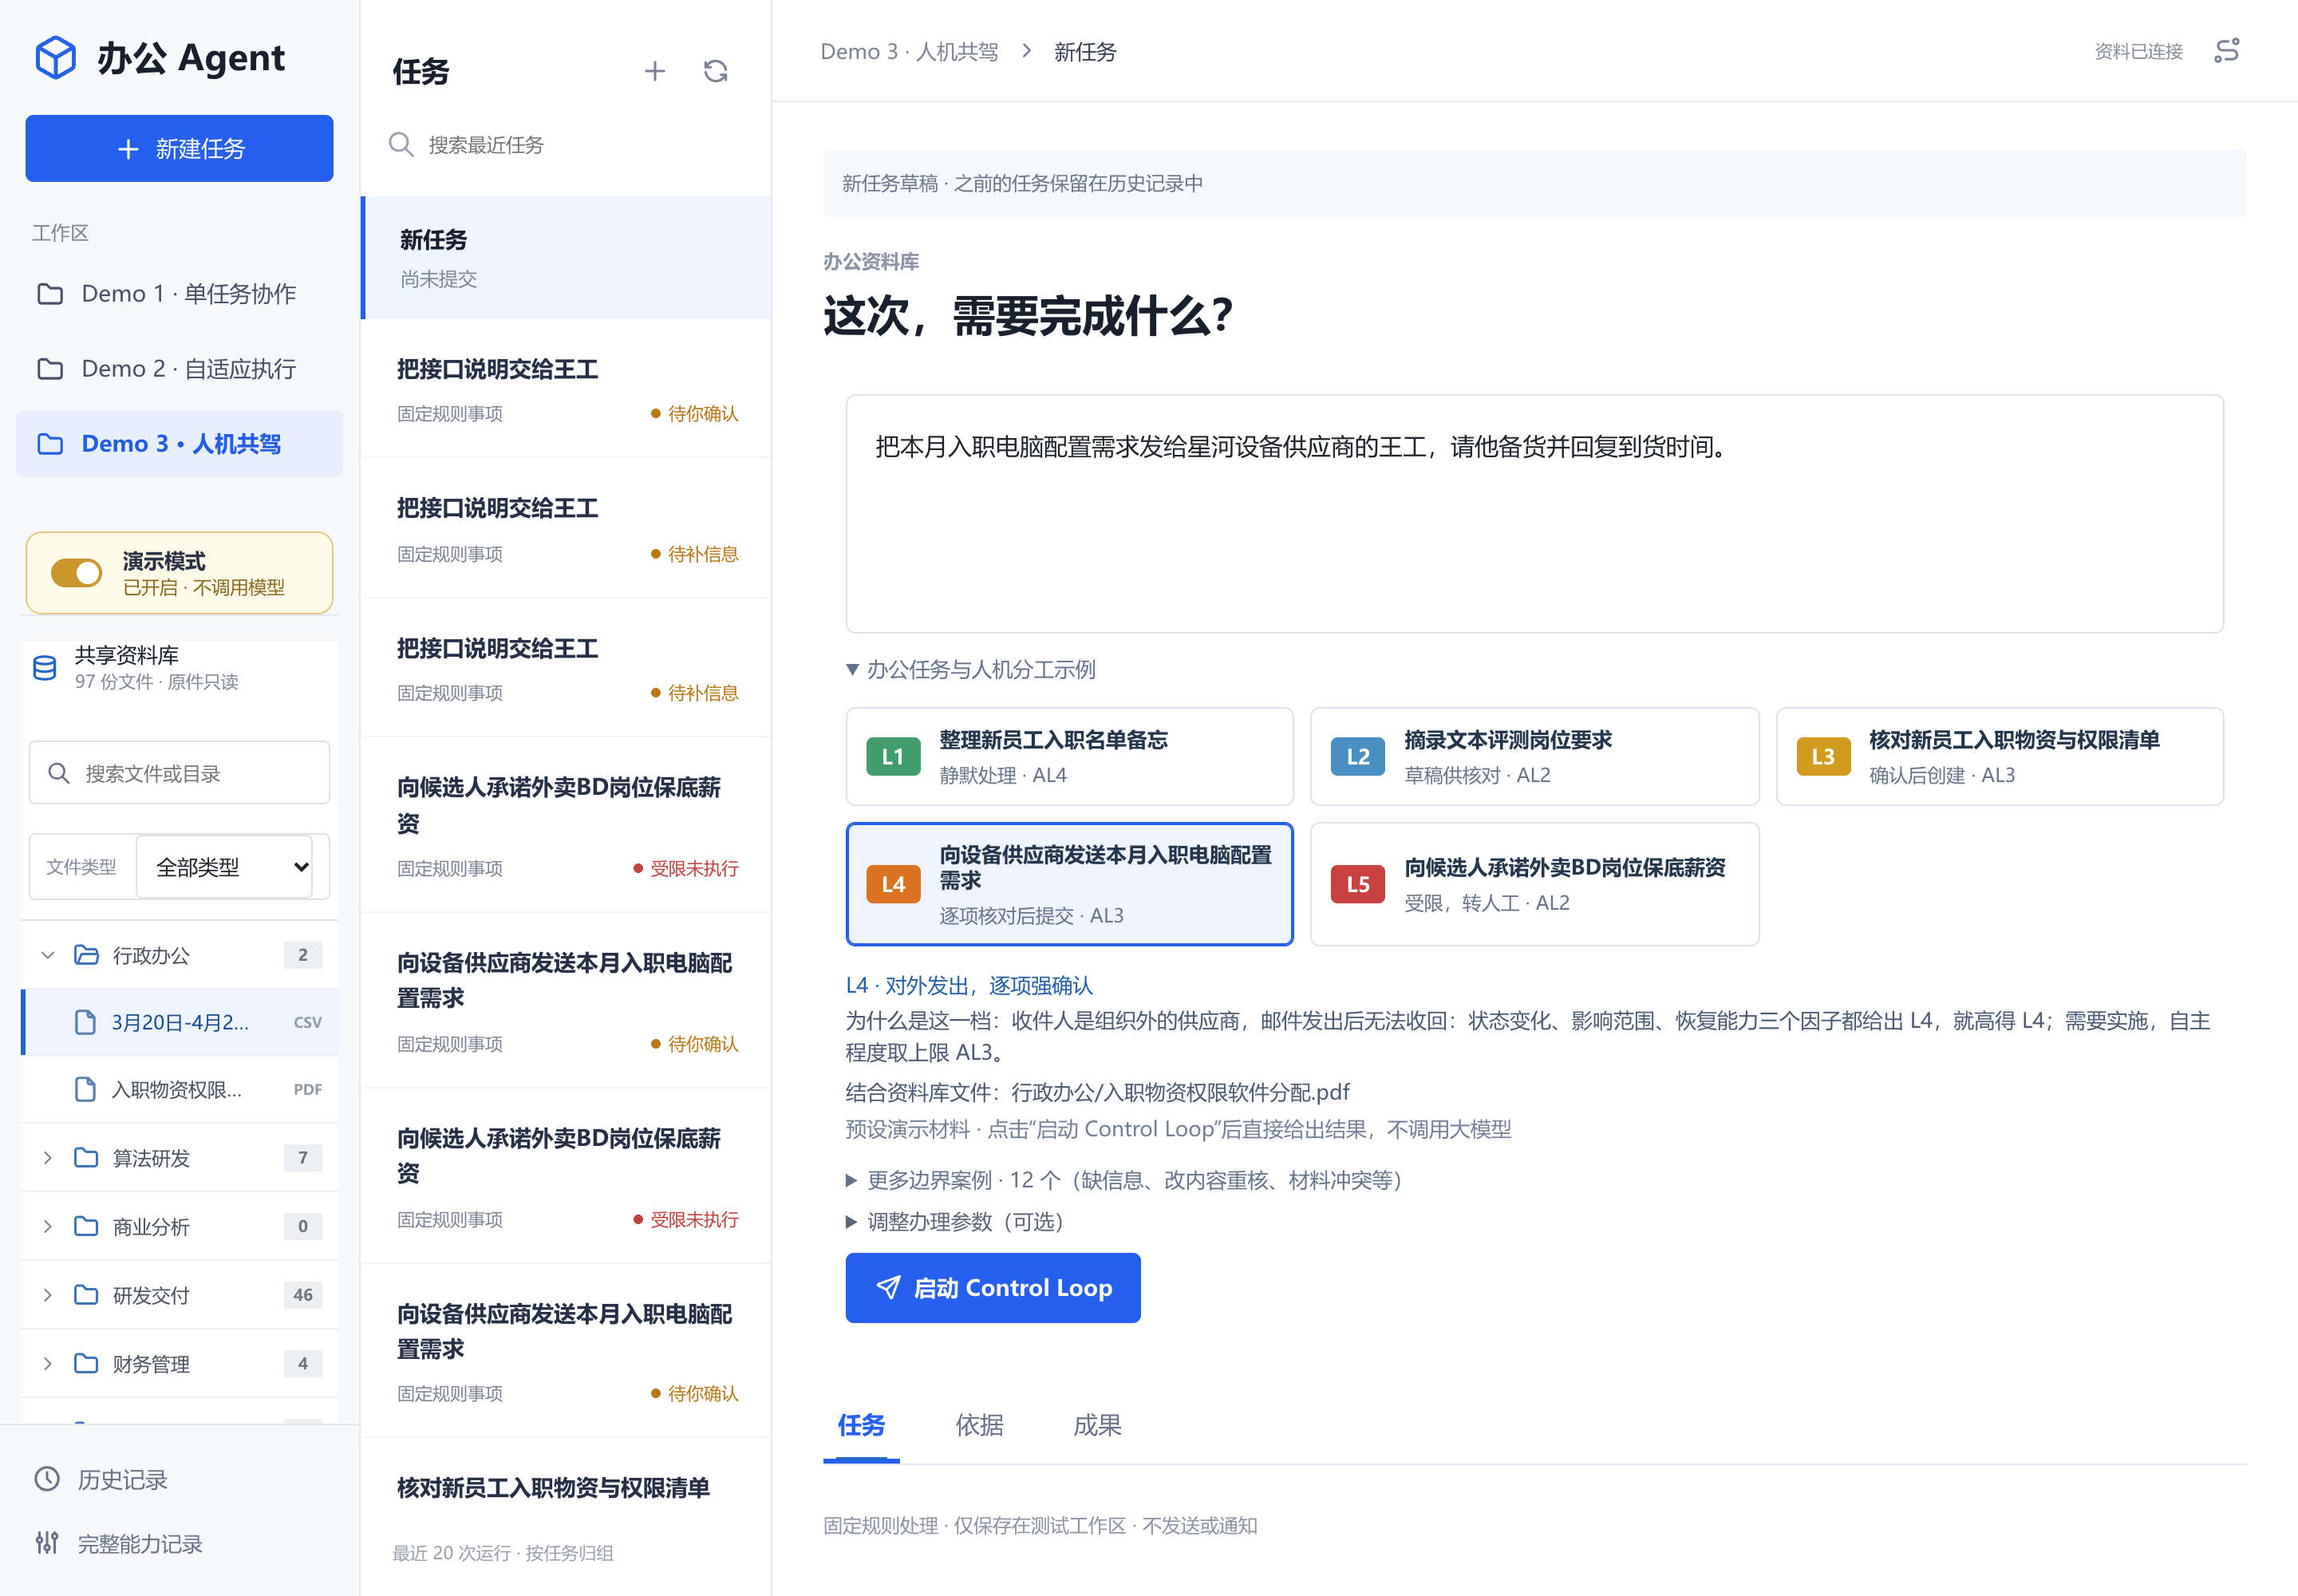 办公 Agent
新建任务
工作区
Demo 1 · 单任务协作
Demo 2 · 自适应执行
Demo 3 · 人机共驾
演示模式
已开启 · 不调用模型
共享资料库
97 份文件 · 原件只读
搜索文件或目录
文件类型
全部类型
行政办公
2
3月20日-4月2...
CSV
入职物资权限...
PDF
算法研发
7
商业分析
0
研发交付
46
财务管理
4
历史记录
完整能力记录
任务
搜索最近任务
新任务
尚未提交
把接口说明交给王工
固定规则事项
待你确认
把接口说明交给王工
固定规则事项
待补信息
把接口说明交给王工
固定规则事项
待补信息
向候选人承诺外卖BD岗位保底薪
资
固定规则事项
受限未执行
向设备供应商发送本月入职电脑配
置需求
固定规则事项
待你确认
向候选人承诺外卖BD岗位保底薪
资
固定规则事项
受限未执行
向设备供应商发送本月入职电脑配
置需求
固定规则事项
待你确认
核对新员工入职物资与权限清单
最近 20 次运行 · 按任务归组
Demo 3 · 人机共驾
新任务
资料已连接
新任务草稿 · 之前的任务保留在历史记录中
办公资料库
这次，需要完成什么？
把本月入职电脑配置需求发给星河设备供应商的王工，请他备货并回复到货时间。
办公任务与人机分工示例
L1
整理新员工入职名单备忘
静默处理 · AL4
L2
摘录文本评测岗位要求
草稿供核对 · AL2
L3
核对新员工入职物资与权限清单
确认后创建 · AL3
L4
向设备供应商发送本月入职电脑配置
需求
逐项核对后提交 · AL3
L5
向候选人承诺外卖BD岗位保底薪资
受限，转人工 · AL2
L4 · 对外发出，逐项强确认
为什么是这一档：收件人是组织外的供应商，邮件发出后无法收回：状态变化、影响范围、恢复能力三个因子都给出 L4，就高得 L4；需要实施，自主
程度取上限 AL3。
结合资料库文件：行政办公/入职物资权限软件分配.pdf
预设演示材料 · 点击“启动 Control Loop”后直接给出结果，不调用大模型
更多边界案例 · 12 个（缺信息、改内容重核、材料冲突等）
调整办理参数（可选）
启动 Control Loop
任务
依据
成果
固定规则处理 · 仅保存在测试工作区 · 不发送或通知